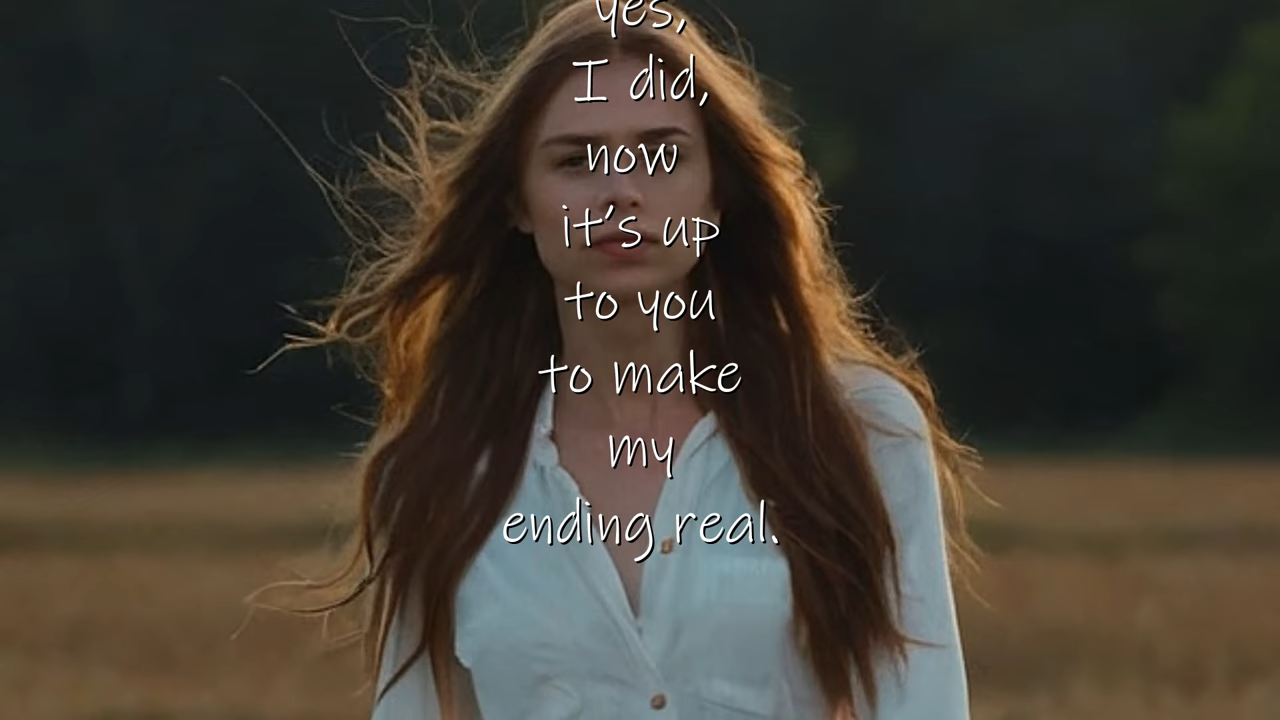 yes,
I did,
now
it's up
to you
to make
my
ending real.